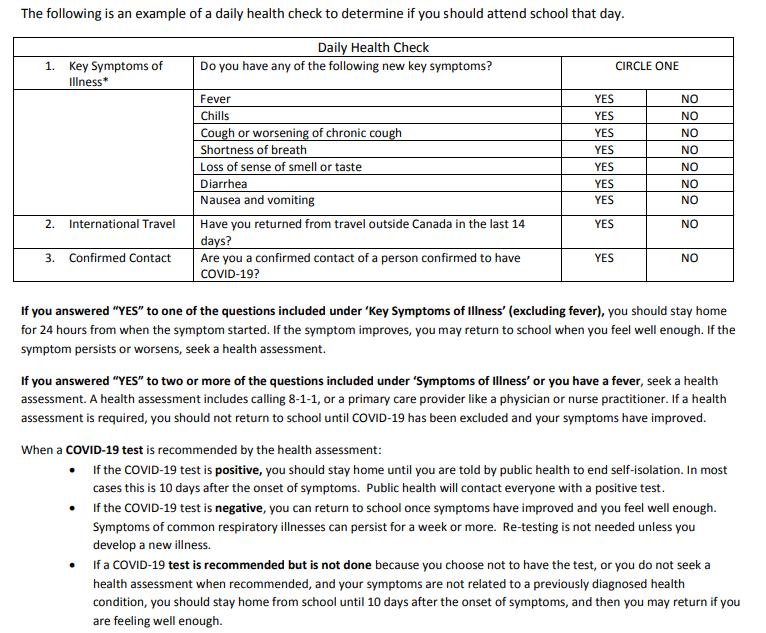 The following is an example of a daily health check to determine if you should attend school that day.
Daily Health Check
1. Key Symptoms of Illness* Do you have any of the following new key symptoms? CIRCLE ONE
Fever YES NO
Chills YES NO
Cough or worsening of chronic cough YES NO
Shortness of breath YES NO
Loss of sense of smell or taste YES NO
Diarrhea YES NO
Nausea and vomiting YES NO
2. International Travel Have you returned from travel outside Canada in the last 14 days? YES NO
3. Confirmed Contact Are you a confirmed contact of a person confirmed to have COVID-19? YES NO
If you answered “YES” to one of the questions included under ‘Key Symptoms of Illness’ (excluding fever), you should stay home
for 24 hours from when the symptom started. If the symptom improves, you may return to school when you feel well enough. If the
symptom persists or worsens, seek a health assessment.
If you answered “YES” to two or more of the questions included under ‘Symptoms of Illness’ or you have a fever, seek a health
assessment. A health assessment includes calling 8-1-1, or a primary care provider like a physician or nurse practitioner. If a health
assessment is required, you should not return to school until COVID-19 has been excluded and your symptoms have improved.
When a COVID-19 test is recommended by the health assessment:
• If the COVID-19 test is positive, you should stay home until you are told by public health to end self-isolation. In most
cases this is 10 days after the onset of symptoms. Public health will contact everyone with a positive test.
• If the COVID-19 test is negative, you can return to school once symptoms have improved and you feel well enough.
Symptoms of common respiratory illnesses can persist for a week or more. Re-testing is not needed unless you
develop a new illness.
• If a COVID-19 test is recommended but is not done because you choose not to have the test, or you do not seek a
health assessment when recommended, and your symptoms are not related to a previously diagnosed health
condition, you should stay home from school until 10 days after the onset of symptoms, and then you may return if you
are feeling well enough.